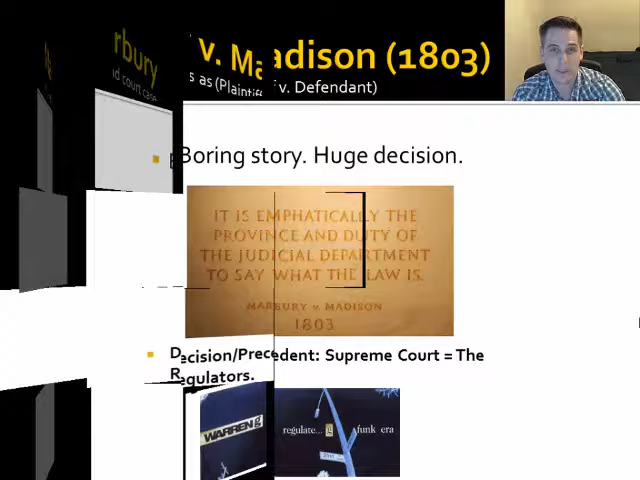 rbury v. Madison (1803)
d court case s as (Plaintiff v. Defendant)
Boring story. Huge decision.
IT IS EMPHATICALLY THE
PROVINCE AND DUTY OF
THE JUDICIAL DEPARTMENT
TO SAY WHAT THE LAW IS.
MARBURY v. MADISON
1803
Decision/Precedent: Supreme Court = The
Regulators.
WARREN g
regulate... g funk era